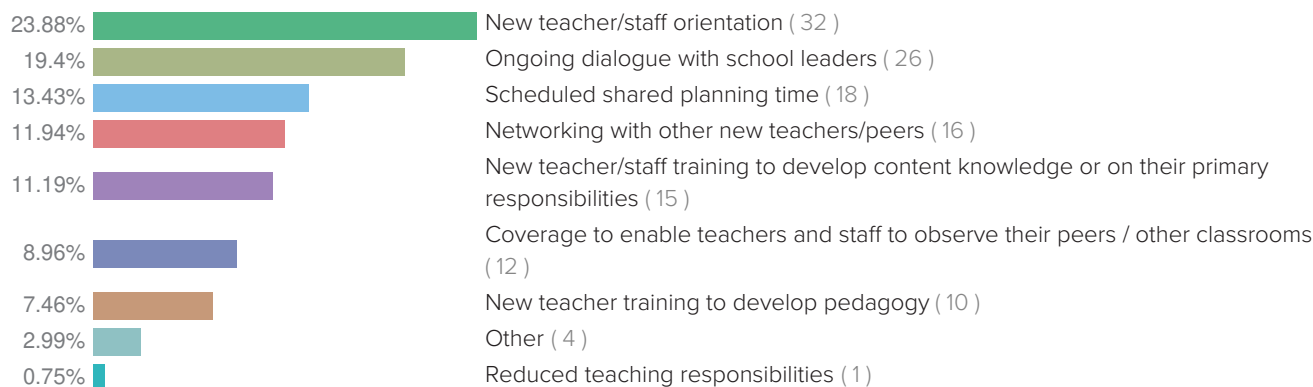 23.88% New teacher/staff orientation ( 32 )
19.4% Ongoing dialogue with school leaders ( 26 )
13.43% Scheduled shared planning time ( 18 )
11.94% Networking with other new teachers/peers ( 16 )
11.19% New teacher/staff training to develop content knowledge or on their primary
responsibilities ( 15 )
8.96% Coverage to enable teachers and staff to observe their peers / other classrooms
( 12 )
7.46% New teacher training to develop pedagogy ( 10 )
2.99% Other ( 4 )
0.75% Reduced teaching responsibilities ( 1 )